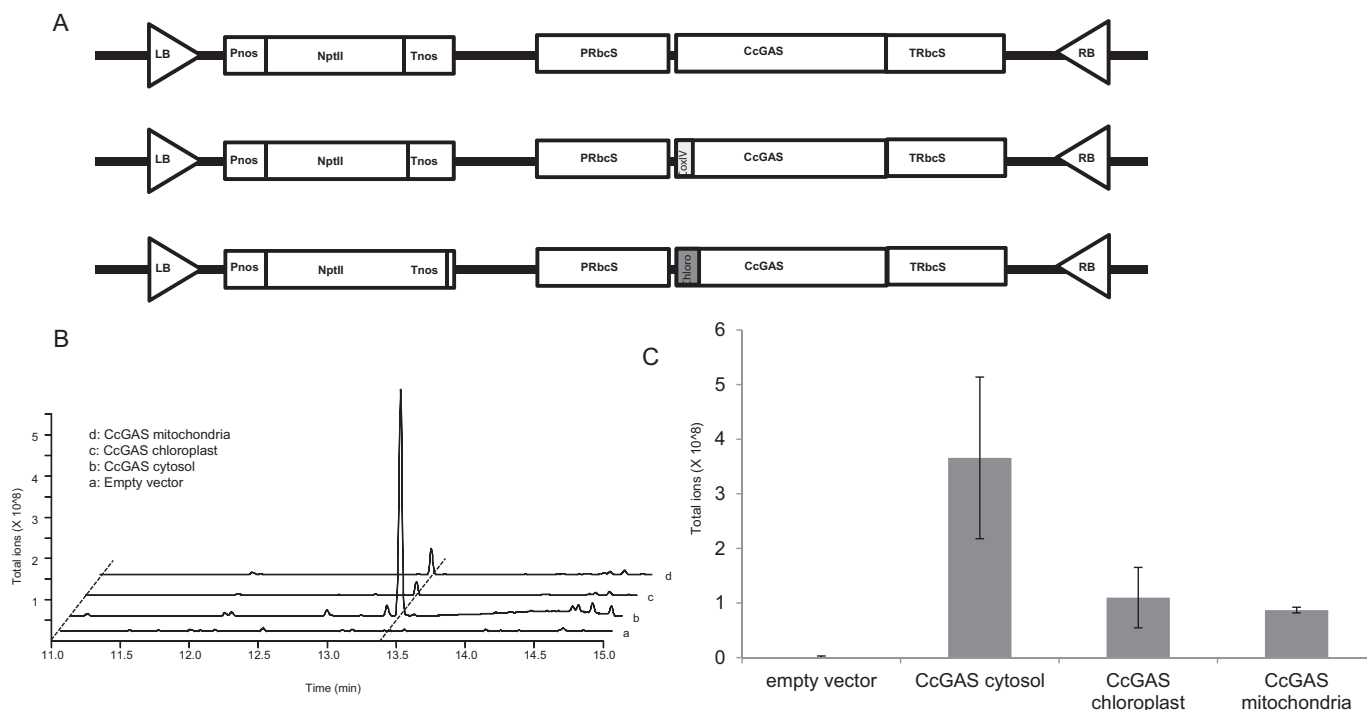 A
LB
Pnos
NptII
Tnos
PRbcS
CcGAS
TRbcS
RB
LB
Pnos
NptII
Tnos
PRbcS
CcGAS
TRbcS
RB
LB
Pnos
NptII
Tnos
PRbcS
CcGAS
TRbcS
RB
B
Total ions (X 10^8)
5
4
3
2
1
d: CcGAS mitochondria
c: CcGAS chloroplast
b: CcGAS cytosol
a: Empty vector
d
c
b
a
11.0 11.5 12.0 12.5 13.0 13.5 14.0 14.5 15.0
Time (min)
C
Total ions (X 10^8)
6
5
4
3
2
1
0
empty vector
CcGAS cytosol
CcGAS
chloroplast
CcGAS
mitochondria